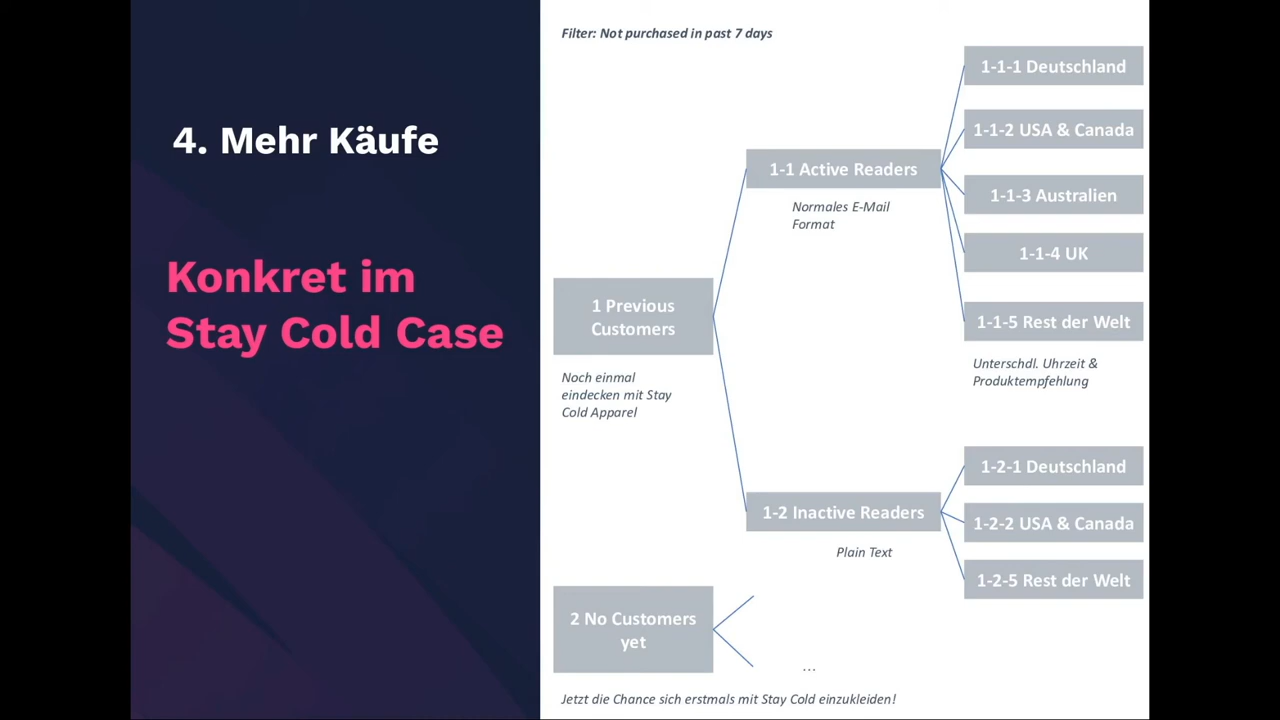 4. Mehr Käufe
Konkret im
Stay Cold Case
Filter: Not purchased in past 7 days
1 Previous
Customers
Noch einmal
eindecken mit Stay
Cold Apparel
1-1 Active Readers
Normales E-Mail
Format
1-1-1 Deutschland
1-1-2 USA & Canada
1-1-3 Australien
1-1-4 UK
1-1-5 Rest der Welt
Unterschdl. Uhrzeit &
Produktempfehlung
1-2 Inactive Readers
Plain Text
1-2-1 Deutschland
1-2-2 USA & Canada
1-2-5 Rest der Welt
2 No Customers
yet
...
Jetzt die Chance sich erstmals mit Stay Cold einzukleiden!